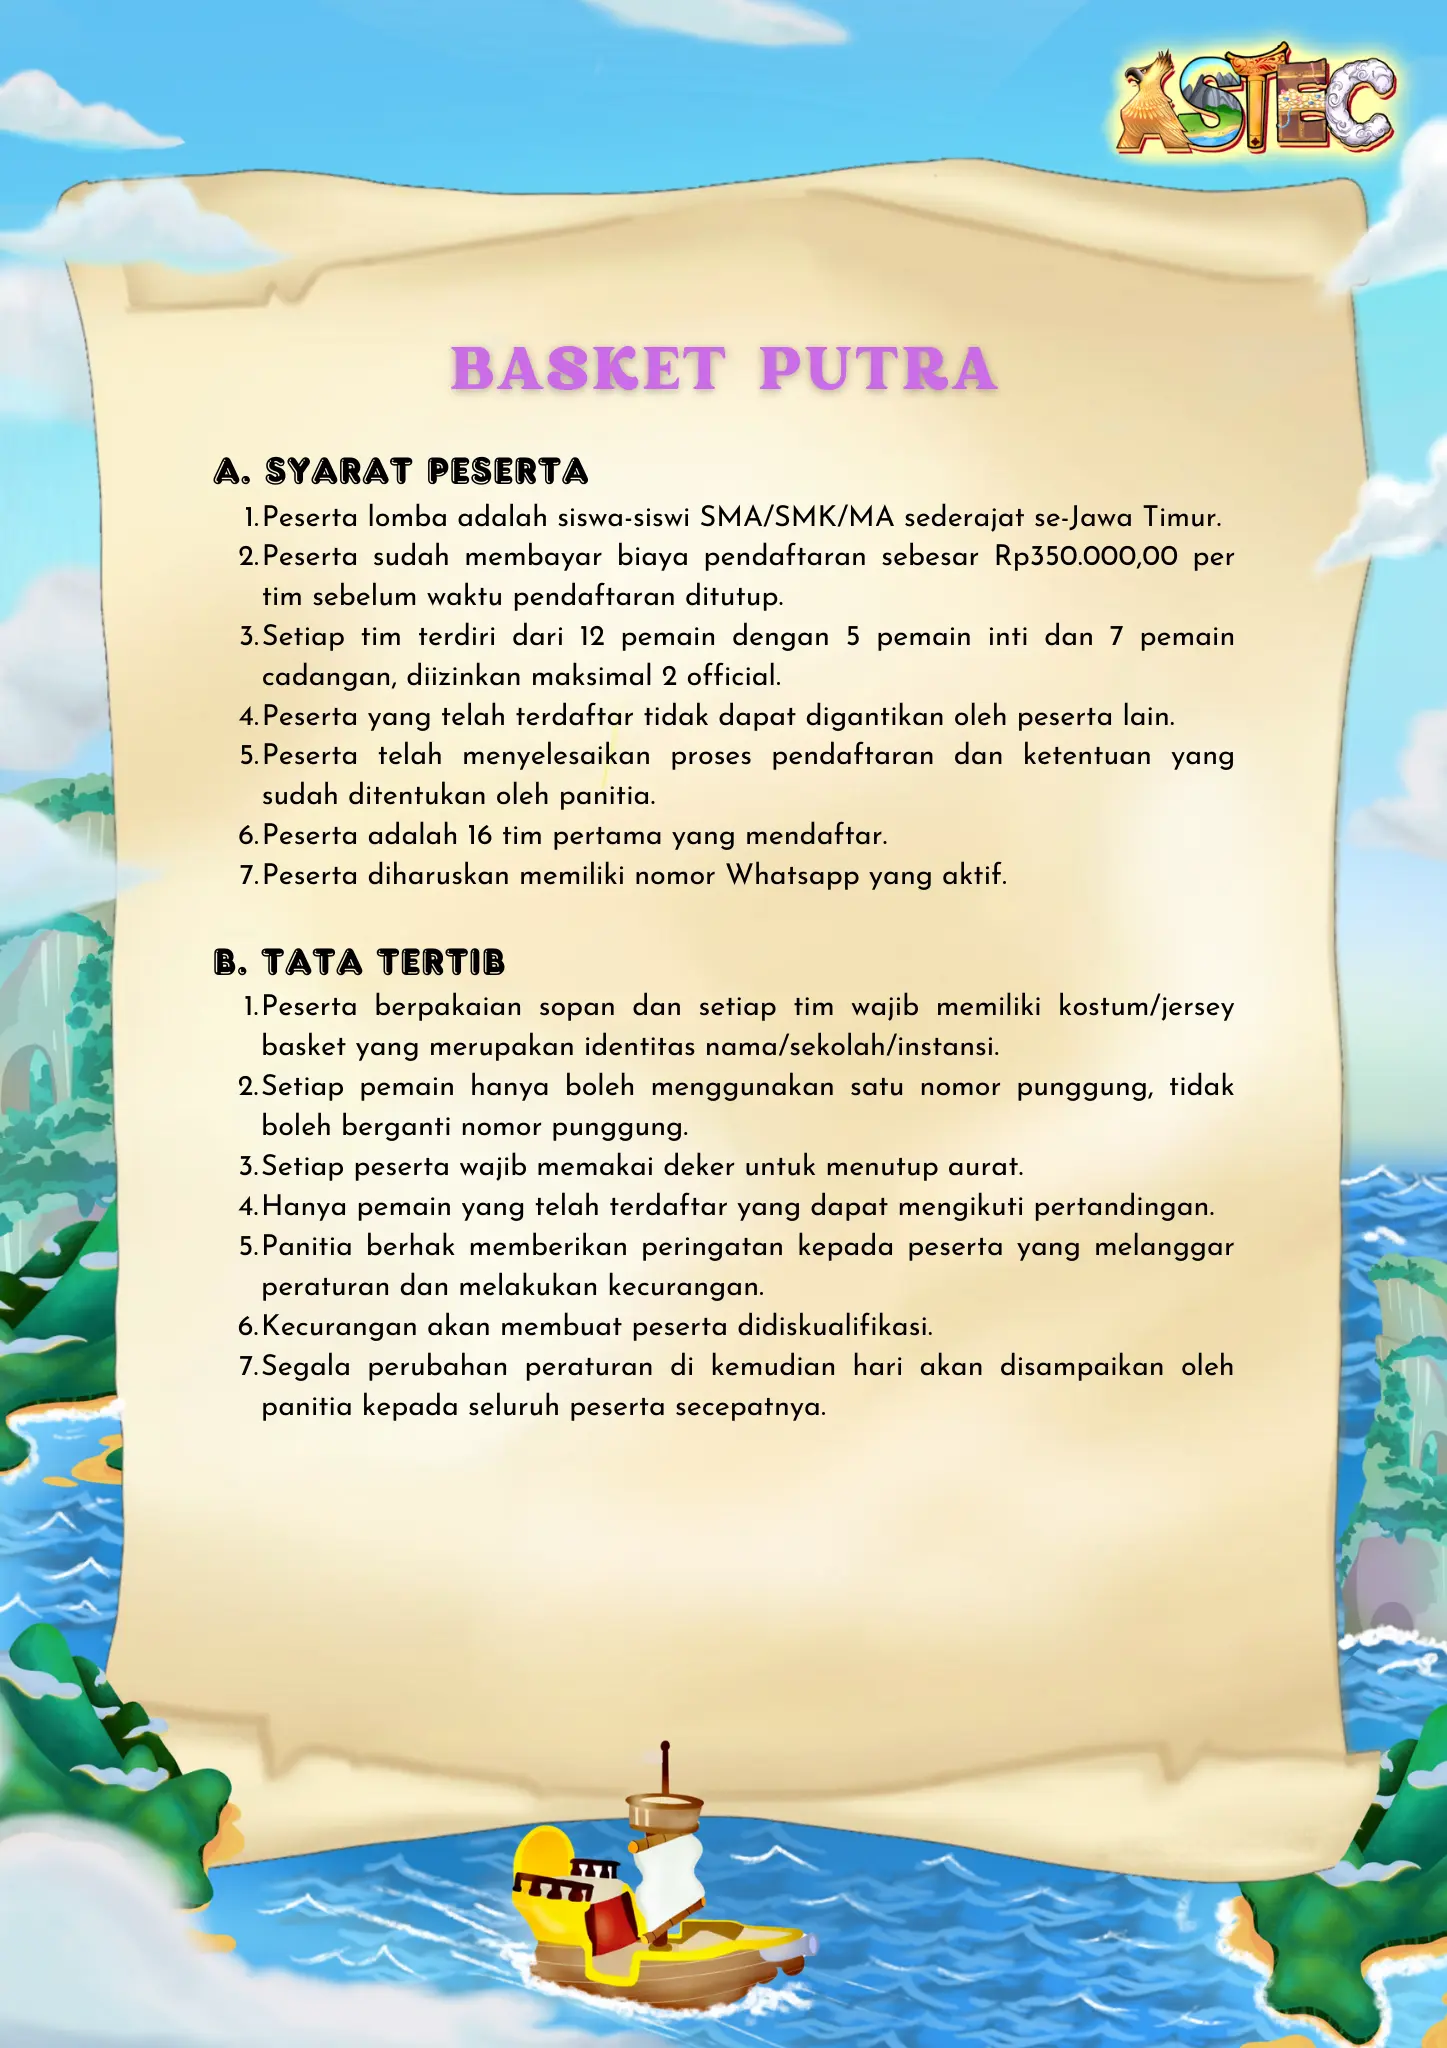 ASTEC
BASKET PUTRA
A. SYARAT PESERTA
1. Peserta lomba adalah siswa-siswi SMA/SMK/MA sederajat se-Jawa Timur.
2. Peserta sudah membayar biaya pendaftaran sebesar Rp350.000,00 per
tim sebelum waktu pendaftaran ditutup.
3. Setiap tim terdiri dari 12 pemain dengan 5 pemain inti dan 7 pemain
cadangan, diizinkan maksimal 2 official.
4. Peserta yang telah terdaftar tidak dapat digantikan oleh peserta lain.
5. Peserta telah menyelesaikan proses pendaftaran dan ketentuan yang
sudah ditentukan oleh panitia.
6. Peserta adalah 16 tim pertama yang mendaftar.
7. Peserta diharuskan memiliki nomor Whatsapp yang aktif.
B. TATA TERTIB
1. Peserta berpakaian sopan dan setiap tim wajib memiliki kostum/jersey
basket yang merupakan identitas nama/sekolah/instansi.
2. Setiap pemain hanya boleh menggunakan satu nomor punggung, tidak
boleh berganti nomor punggung.
3. Setiap peserta wajib memakai deker untuk menutup aurat.
4. Hanya pemain yang telah terdaftar yang dapat mengikuti pertandingan.
5. Panitia berhak memberikan peringatan kepada peserta yang melanggar
peraturan dan melakukan kecurangan.
6. Kecurangan akan membuat peserta didiskualifikasi.
7. Segala perubahan peraturan di kemudian hari akan disampaikan oleh
panitia kepada seluruh peserta secepatnya.